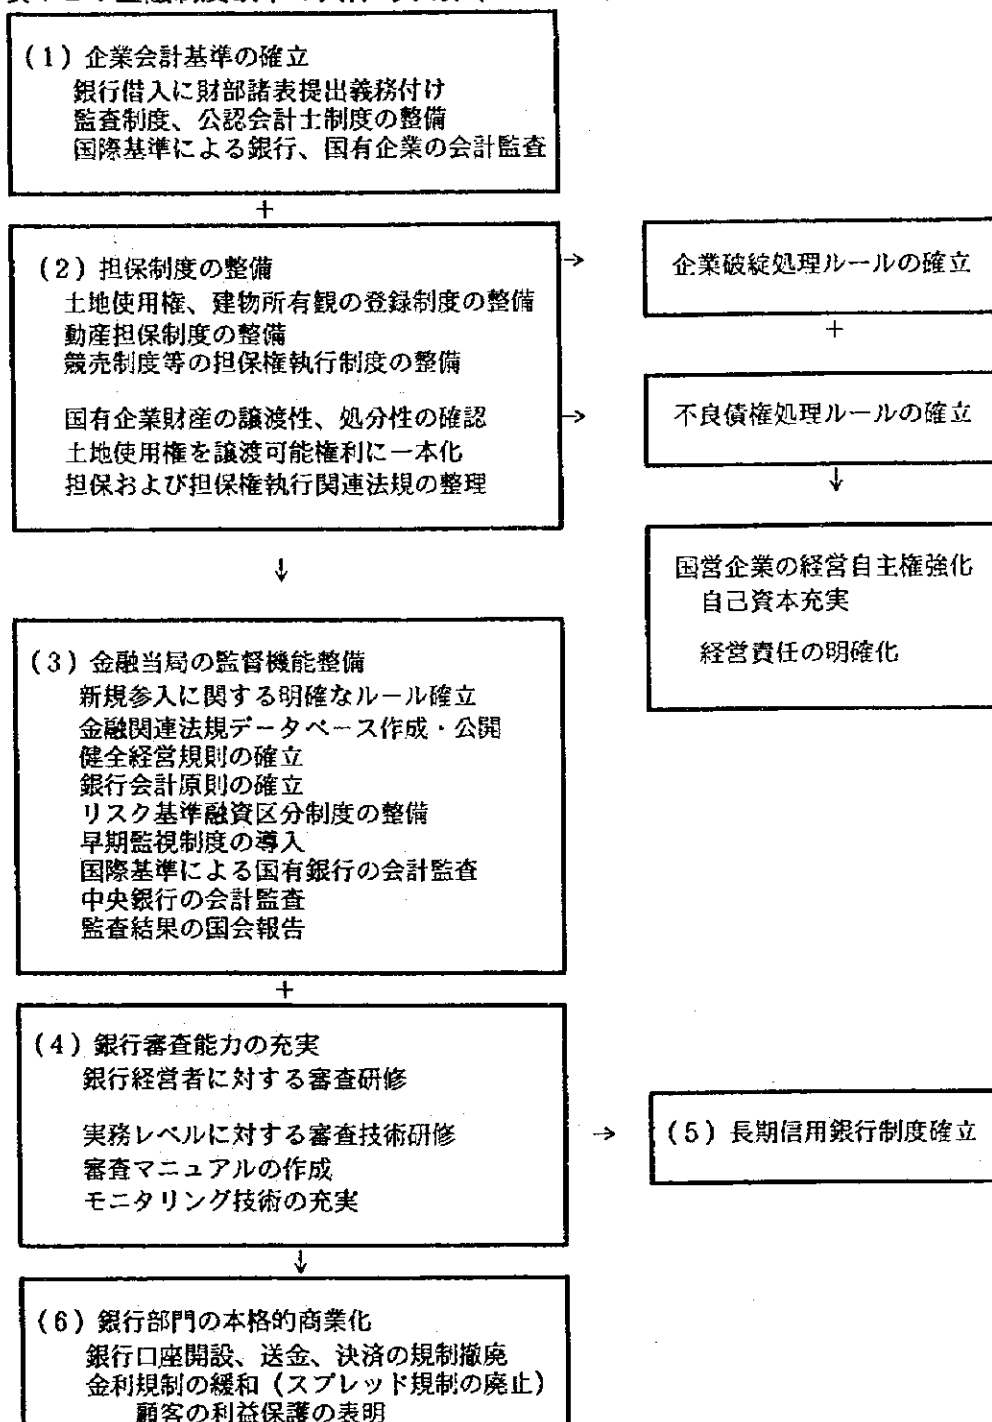 (1) 企業会計基準の確立
銀行借入に財部諸表提出義務付け
監査制度、公認会計士制度の整備
国際基準による銀行、国有企業の会計監査
+
(2) 担保制度の整備
土地使用権、建物所有観の登録制度の整備
動産担保制度の整備
競売制度等の担保権執行制度の整備
国有企業財産の譲渡性、処分性の確認
土地使用権を譲渡可能権利に一本化
担保および担保権執行関連法規の整理
→
企業破綻処理ルールの確立
+
→
不良債権処理ルールの確立
↓
国営企業の経営自主権強化
自己資本充実
経営責任の明確化
↓
(3) 金融当局の監督機能整備
新規参入に関する明確なルール確立
金融関連法規データベース作成・公開
健全経営規則の確立
銀行会計原則の確立
リスク基準融資区分制度の整備
早期監視制度の導入
国際基準による国有銀行の会計監査
中央銀行の会計監査
監査結果の国会報告
+
(4) 銀行審査能力の充実
銀行経営者に対する審査研修
実務レベルに対する審査技術研修
審査マニュアルの作成
モニタリング技術の充実
→
(5) 長期信用銀行制度確立
↓
(6) 銀行部門の本格的商業化
銀行口座開設、送金、決済の規制撤廃
金利規制の緩和(スプレッド規制の廃止)
顧客の利益保護の表明